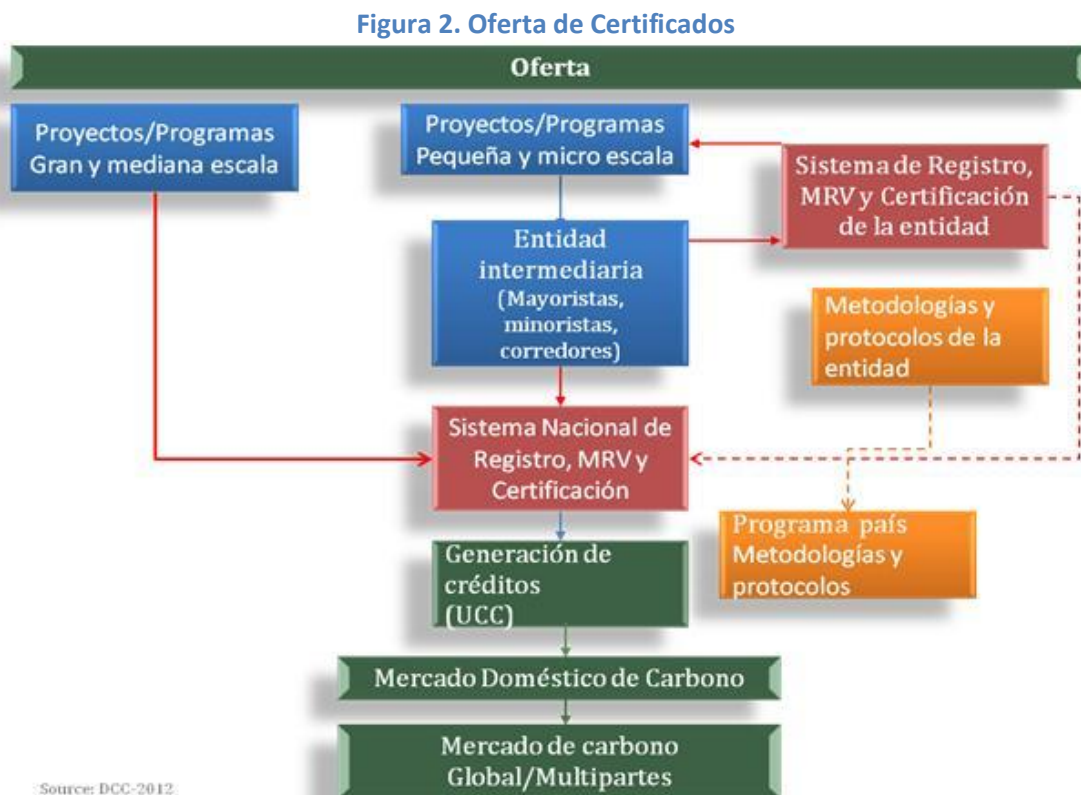 Figura 2. Oferta de Certificados
Oferta
Proyectos/Programas
Gran y mediana escala
Proyectos/Programas
Pequeña y micro escala
Sistema de Registro,
MRV y Certificación
de la entidad
Entidad
intermediaria
(Mayoristas,
minoristas,
corredores)
Metodologías y
protocolos de la
entidad
Sistema Nacional de
Registro, MRV y
Certificación
Programa país
Metodologías y
protocolos
Generación de
créditos
(UCC)
Mercado Doméstico de Carbono
Mercado de carbono
Global/Multipartes
Source: DCC-2012